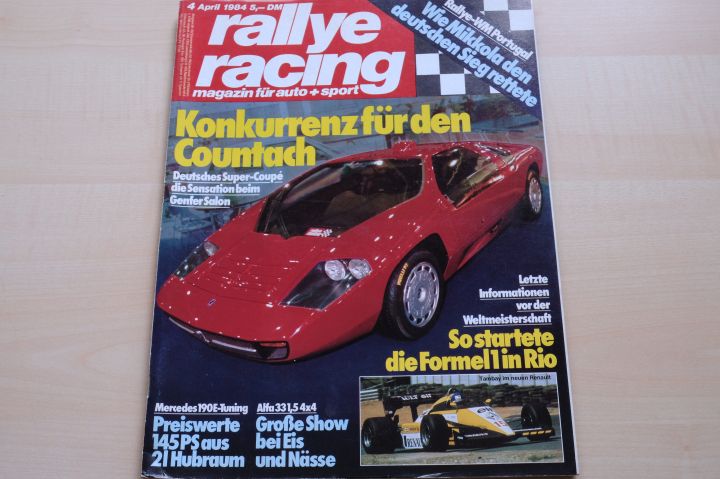 4 April 1984 5,– DM
rallye
racing
magazin für auto + sport
Rallye-WM Portugal
Wie Mikkola den
deutschen Sieg rettete
Konkurrenz für den
Countach
Deutsches Super-Coupé
die Sensation beim
Genfer Salon
Letzte
Informationen
vor der
Weltmeisterschaft
So startete
die Formel 1 in Rio
Tambay im neuen Renault
Mercedes 190E-Tuning
Preiswerte
145 PS aus
2l Hubraum
Alfa 33 1,5 4x4
Große Show
bei Eis
und Nässe
elf